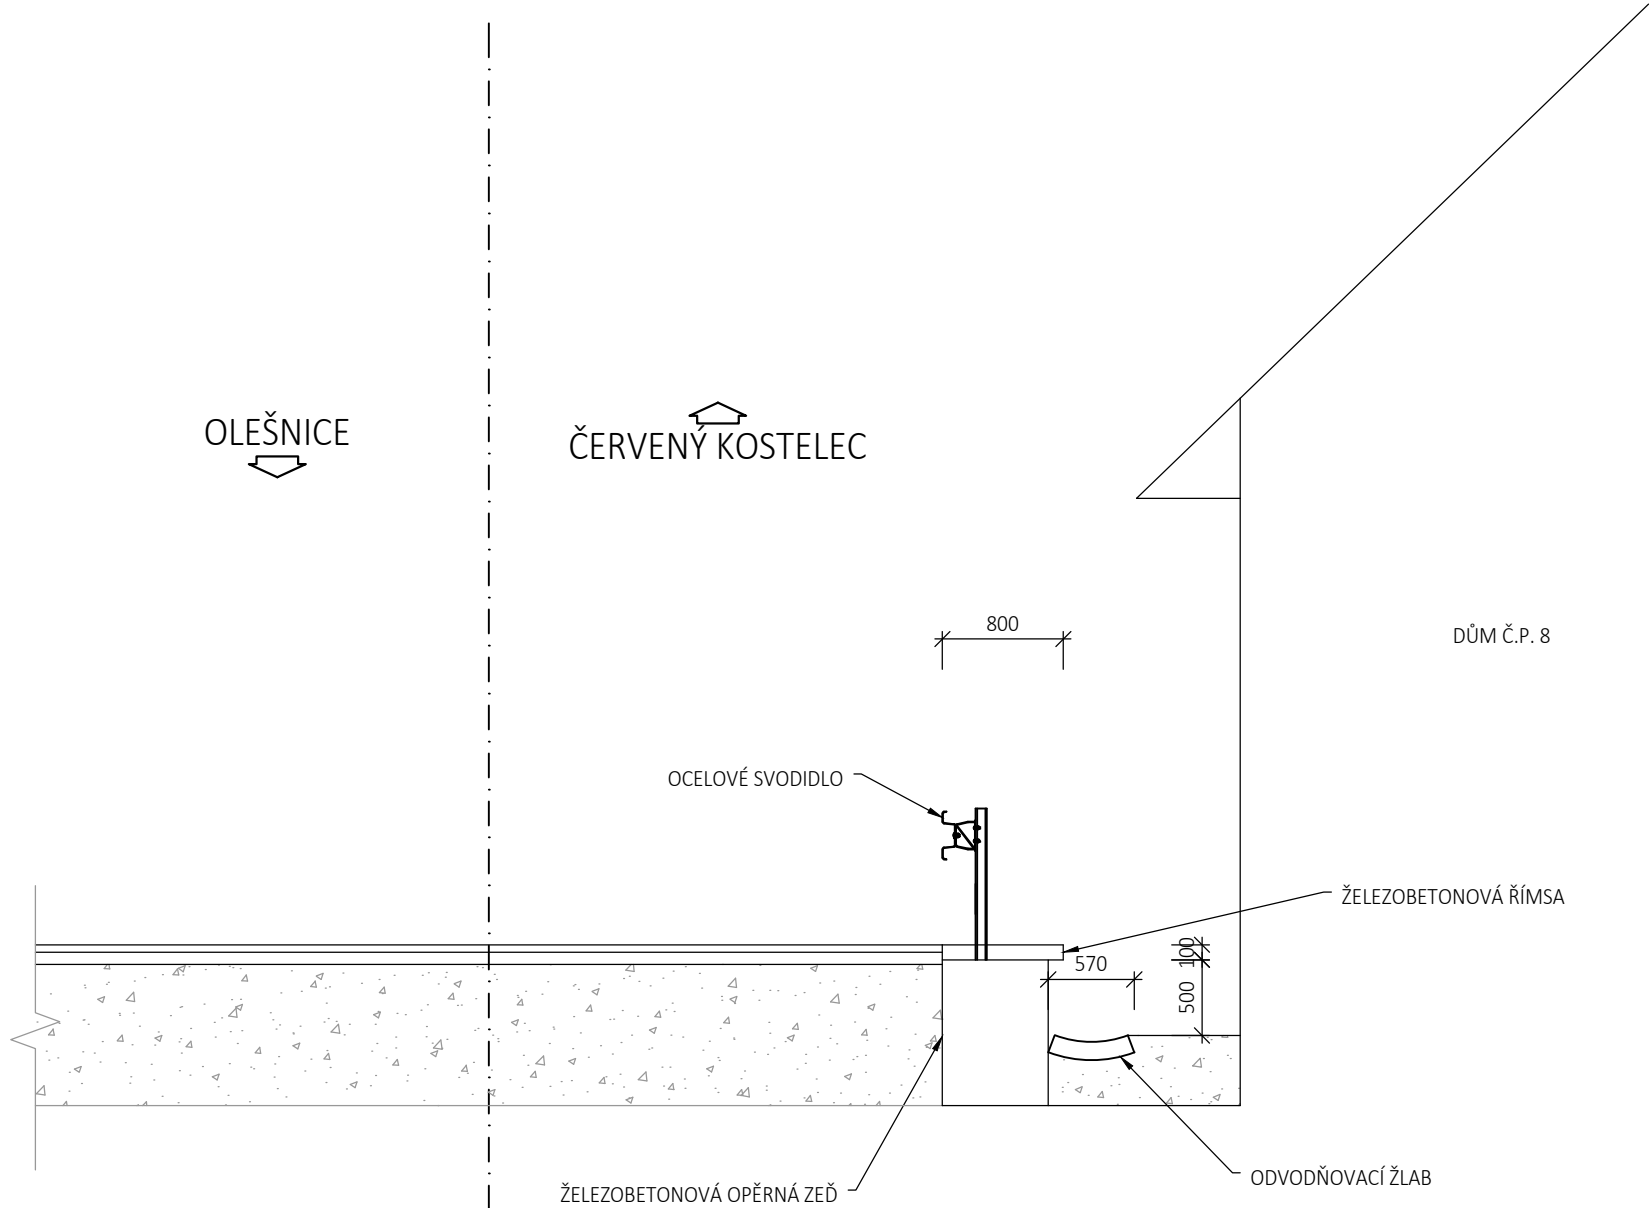 OLEŠNICE
ČERVENÝ KOSTELEC
800
DŮM Č.P. 8
OCELOVÉ SVODIDLO
ŽELEZOBETONOVÁ ŘÍMSA
100
570
500
ODVODŇOVACÍ ŽLAB
ŽELEZOBETONOVÁ OPĚRNÁ ZEĎ